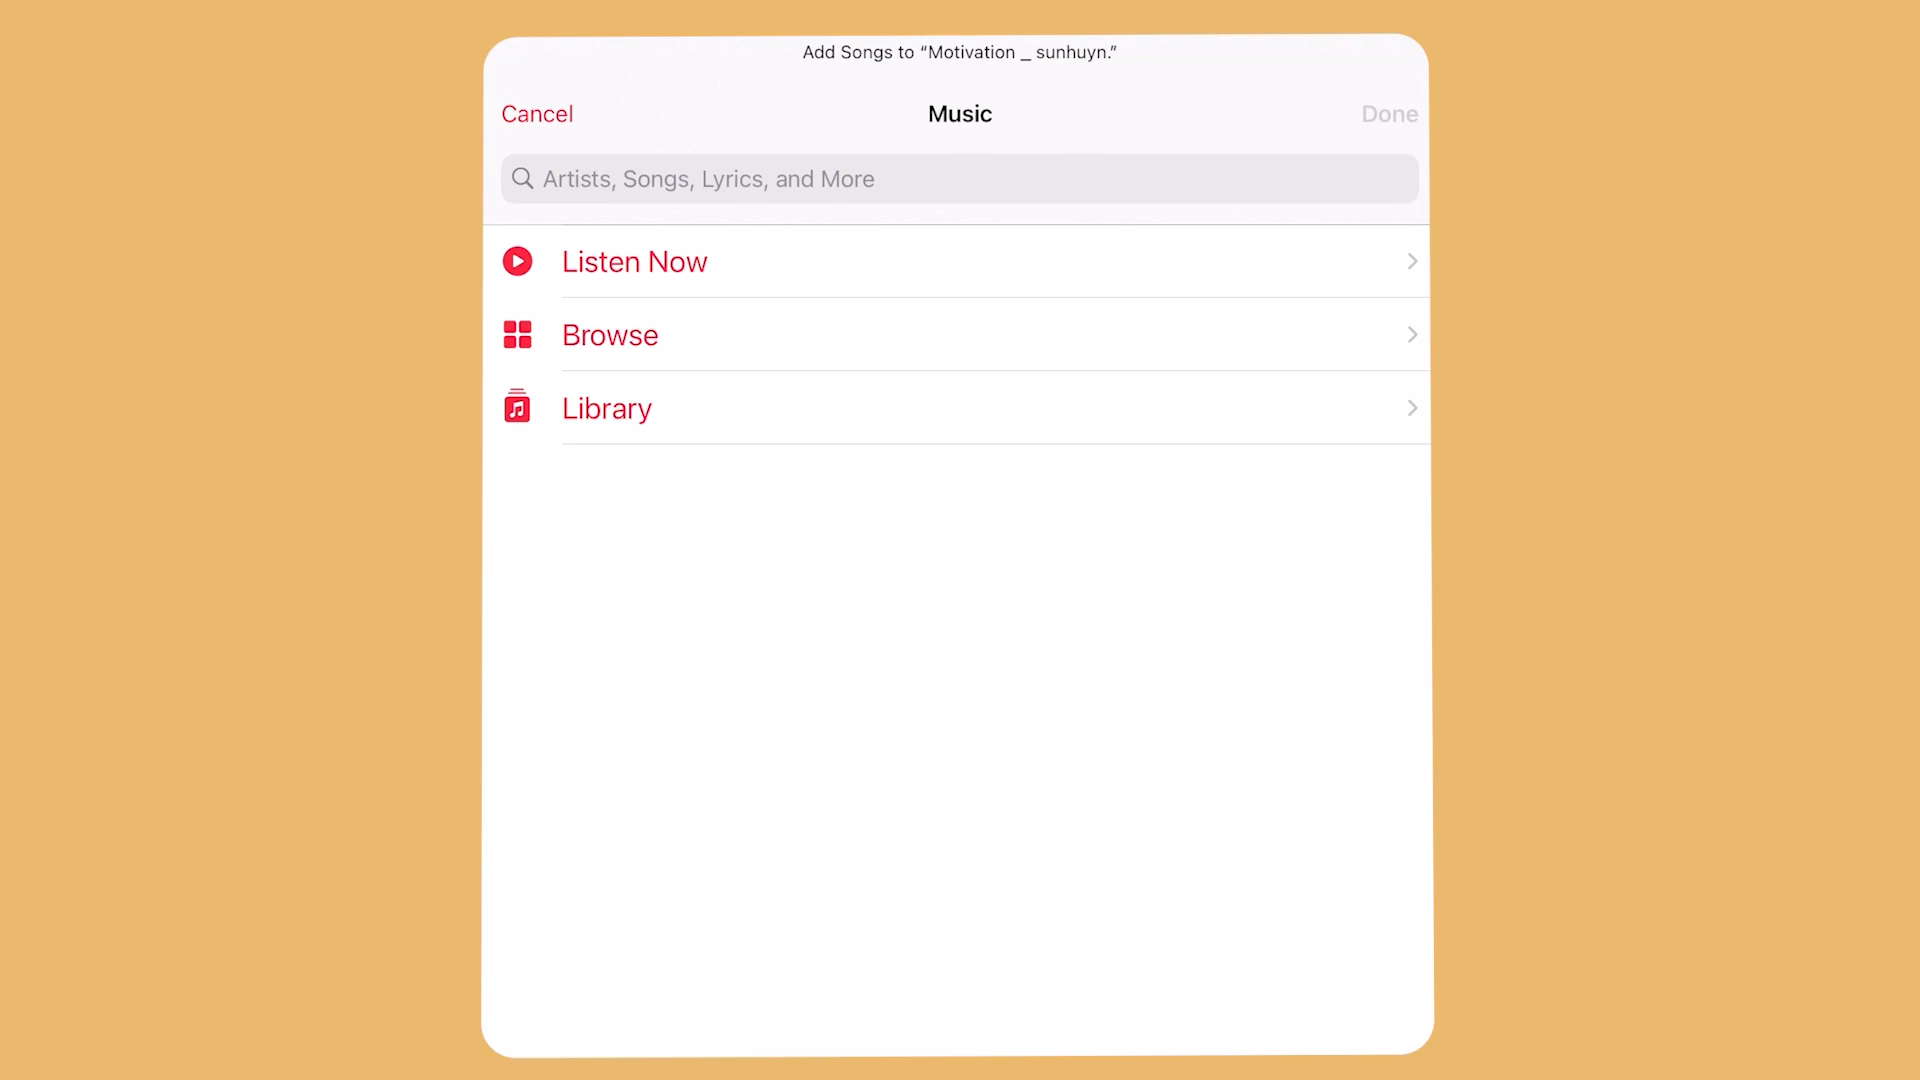 Add Songs to “Motivation _ sunhuyn.”
Cancel
Music
Done
Artists, Songs, Lyrics, and More
Listen Now
Browse
Library